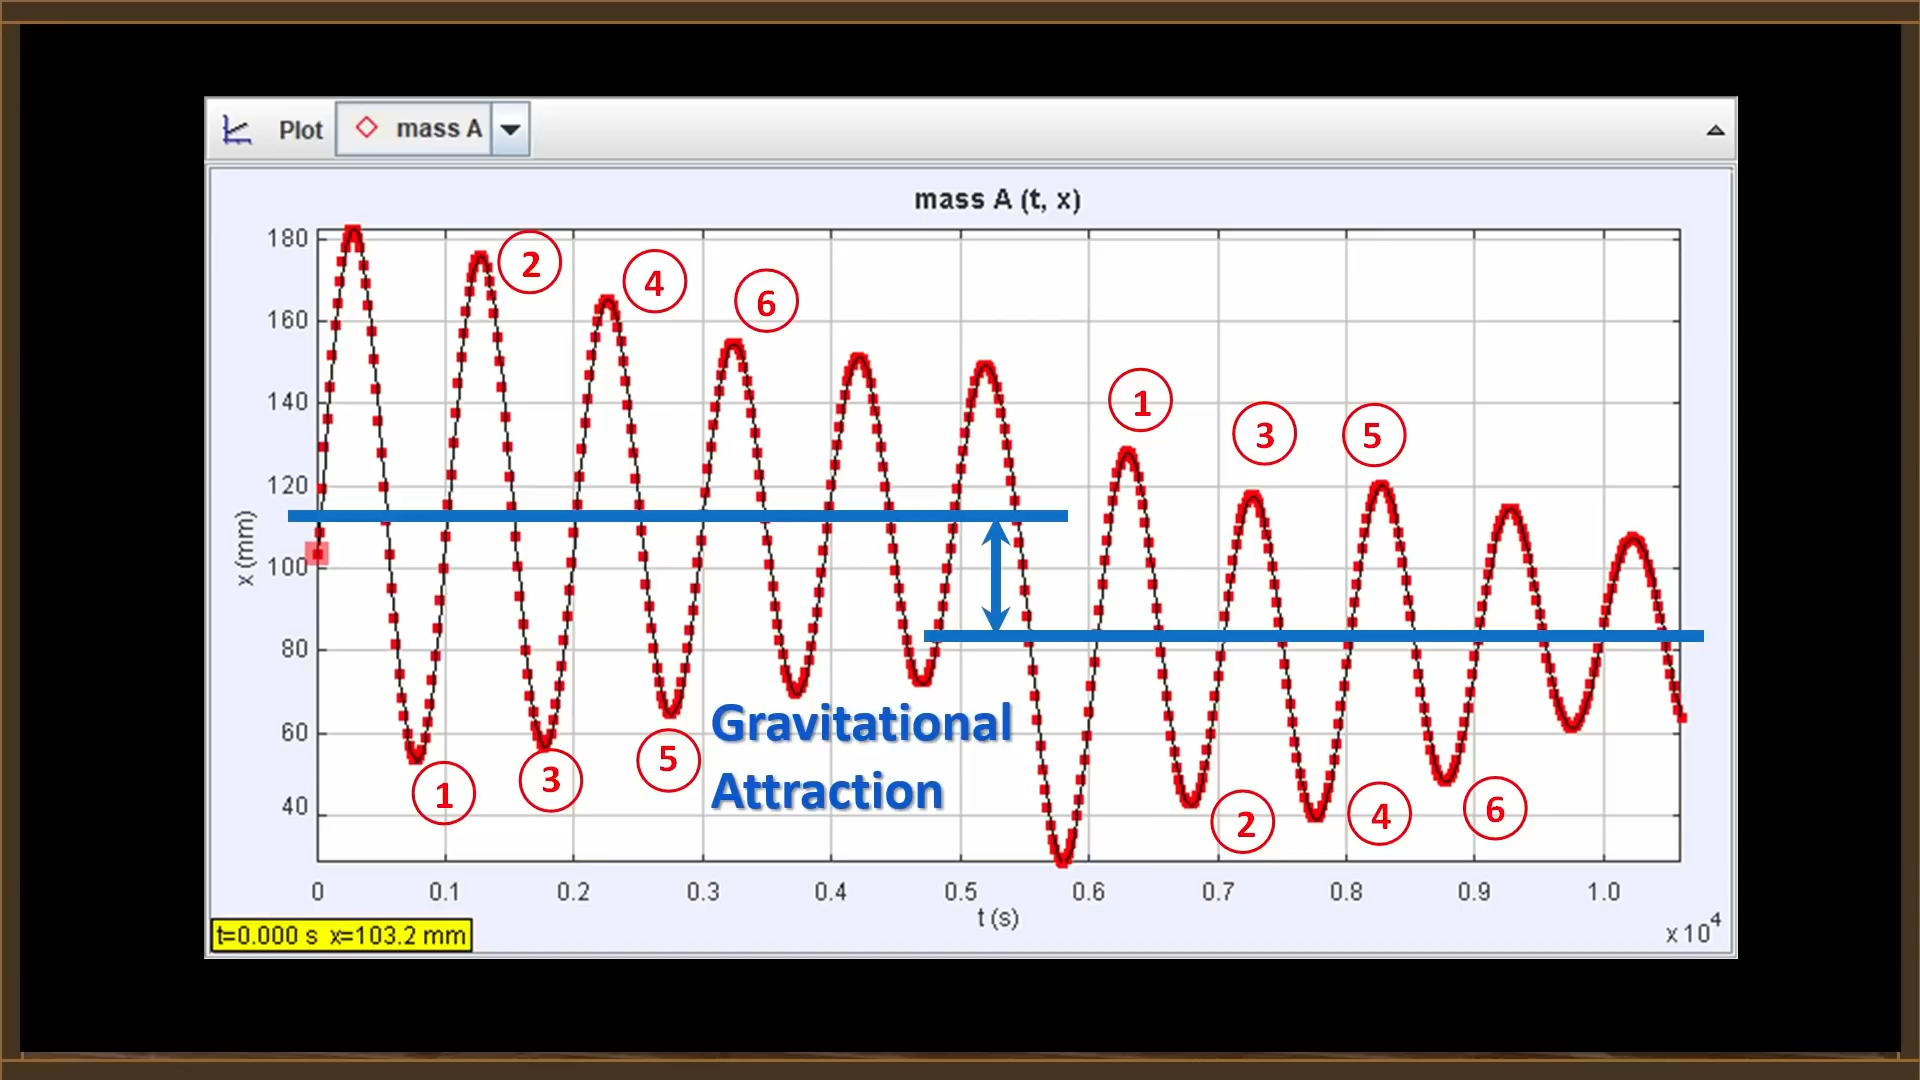 Plot mass A
mass A (t, x)
180
160
140
120
100
80
60
40
x (mm)
2
4
6
1
3
5
1
3
5
2
4
6
Gravitational
Attraction
0 0.1 0.2 0.3 0.4 0.5 0.6 0.7 0.8 0.9 1.0
t (s)
x 10^4
t=0.000 s x=103.2 mm